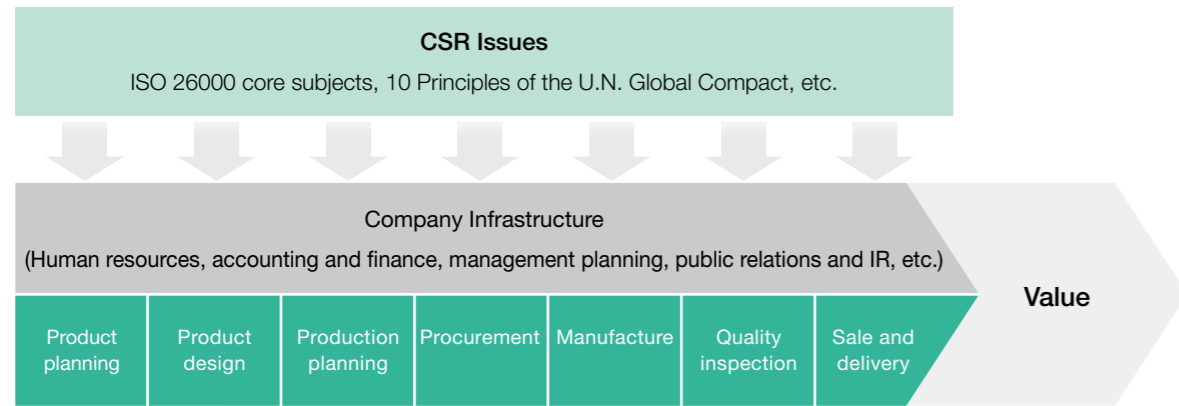 CSR Issues
ISO 26000 core subjects, 10 Principles of the U.N. Global Compact, etc.
Company Infrastructure
(Human resources, accounting and finance, management planning, public relations and IR, etc.)
Value
Product
planning
Product
design
Production
planning
Procurement
Manufacture
Quality
inspection
Sale and
delivery